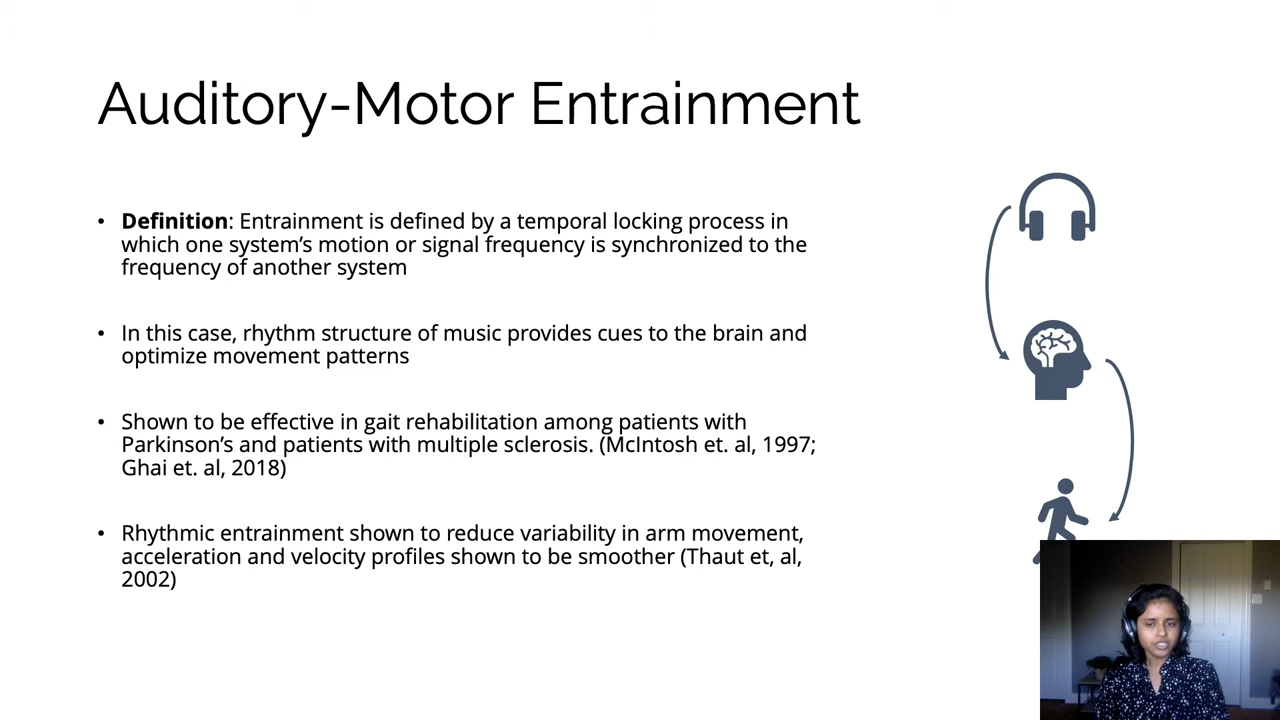 Auditory-Motor Entrainment
• Definition: Entrainment is defined by a temporal locking process in
which one system’s motion or signal frequency is synchronized to the
frequency of another system
• In this case, rhythm structure of music provides cues to the brain and
optimize movement patterns
• Shown to be effective in gait rehabilitation among patients with
Parkinson’s and patients with multiple sclerosis. (McIntosh et. al, 1997;
Ghai et. al, 2018)
• Rhythmic entrainment shown to reduce variability in arm movement,
acceleration and velocity profiles shown to be smoother (Thaut et, al,
2002)